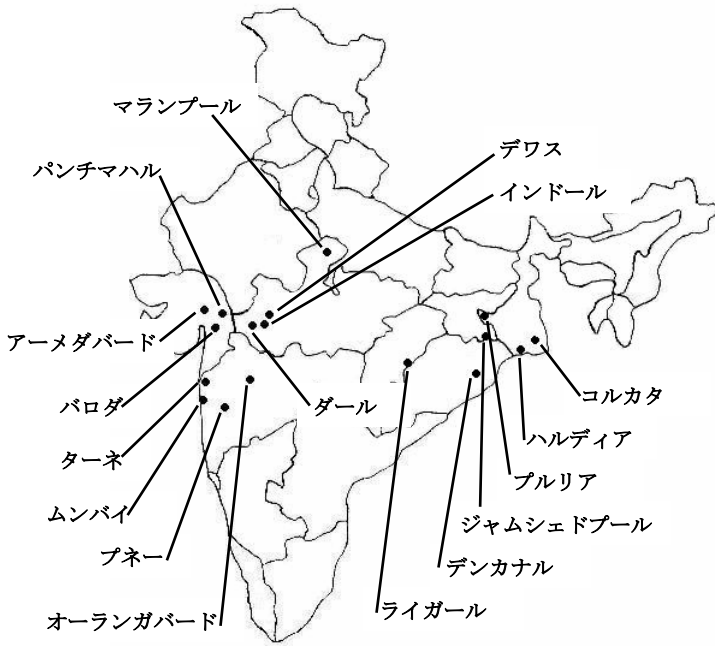 マランプール
デワス
パンチマハル
インドール
アーメダバード
コルカタ
バロダ
ダール
ハルディア
ターネ
プルリア
ムンバイ
ジャムシェドプール
プネー
デンカナル
ライガール
オーランガバード